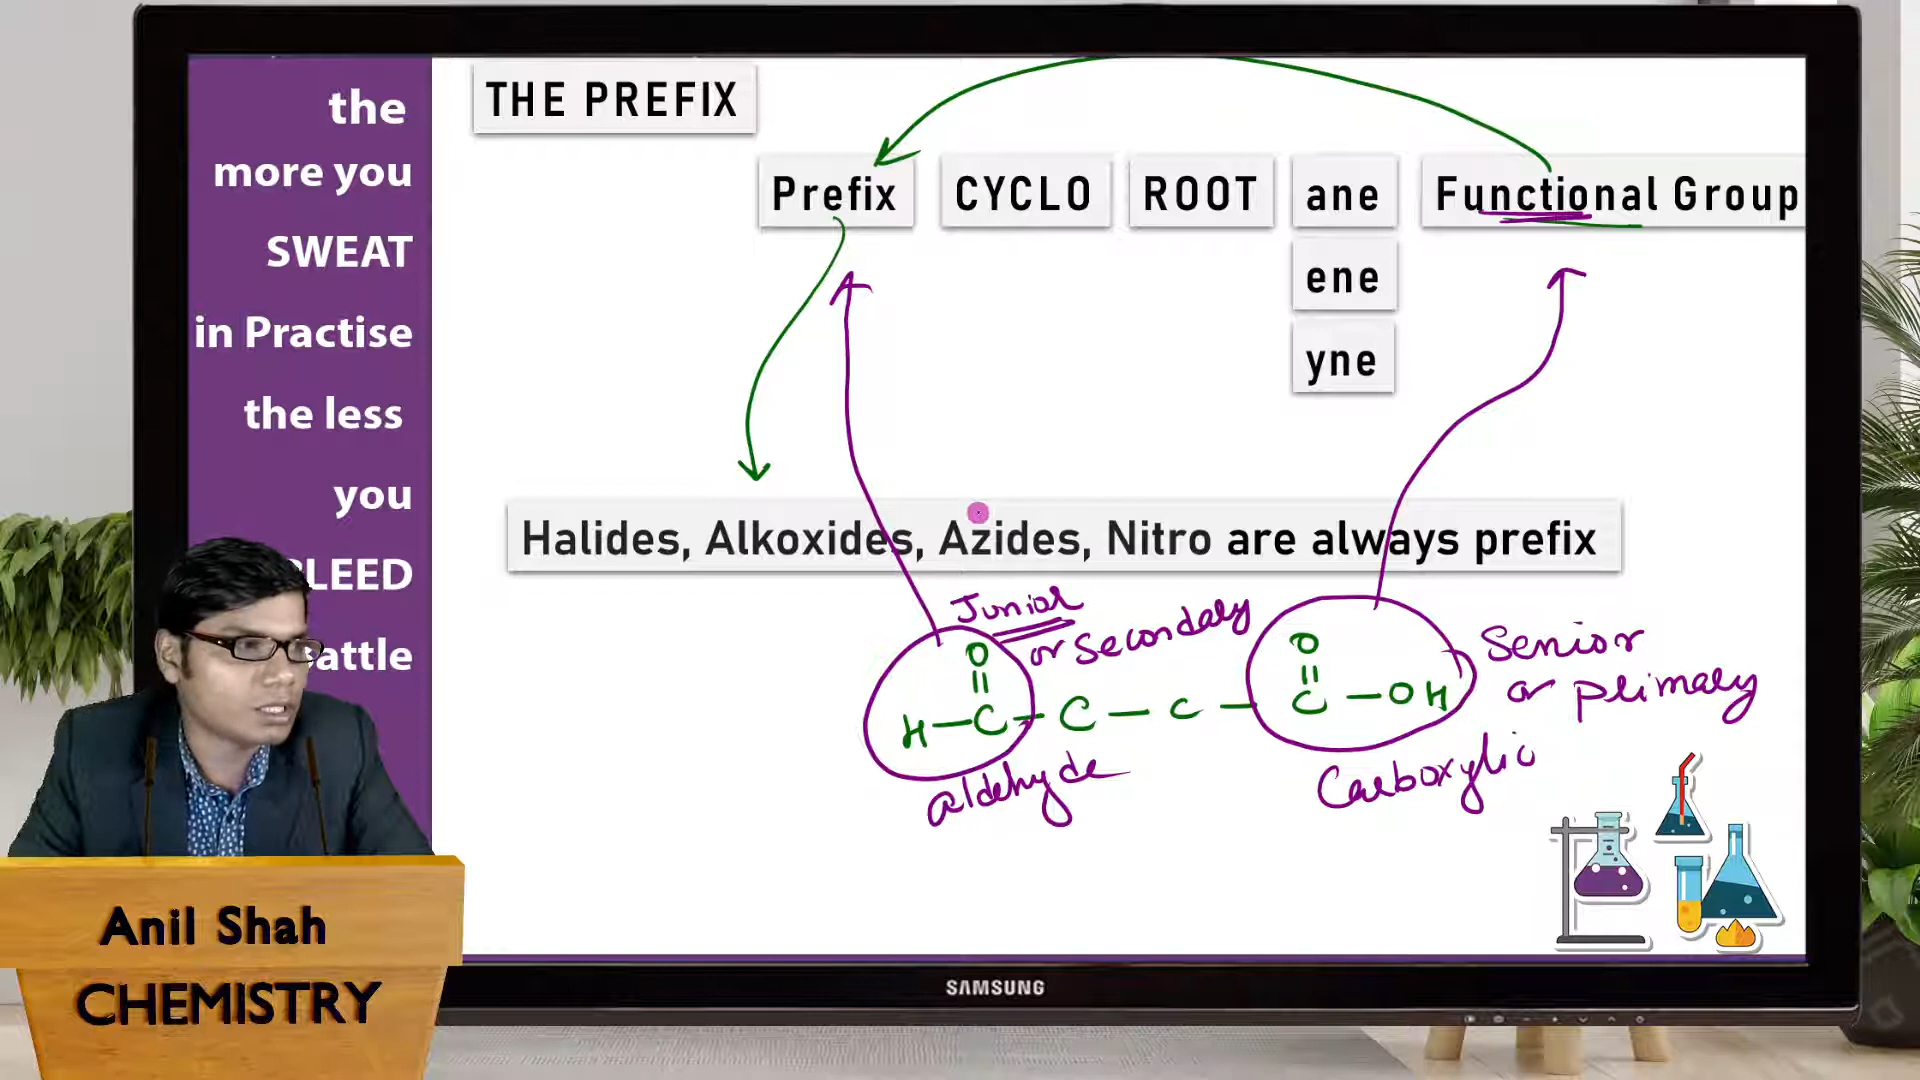 the
more you
SWEAT
in Practise
the less
you
BLEED
attle
THE PREFIX
Prefix CYCLO ROOT ane Functional Group
ene
yne
Halides, Alkoxides, Azides, Nitro are always prefix
Junior
or secondary
Senior
or primary
O
||
H—C—C—C—
O
||
C—OH
aldehyde
Carboxylic
Anil Shah
CHEMISTRY
SAMSUNG